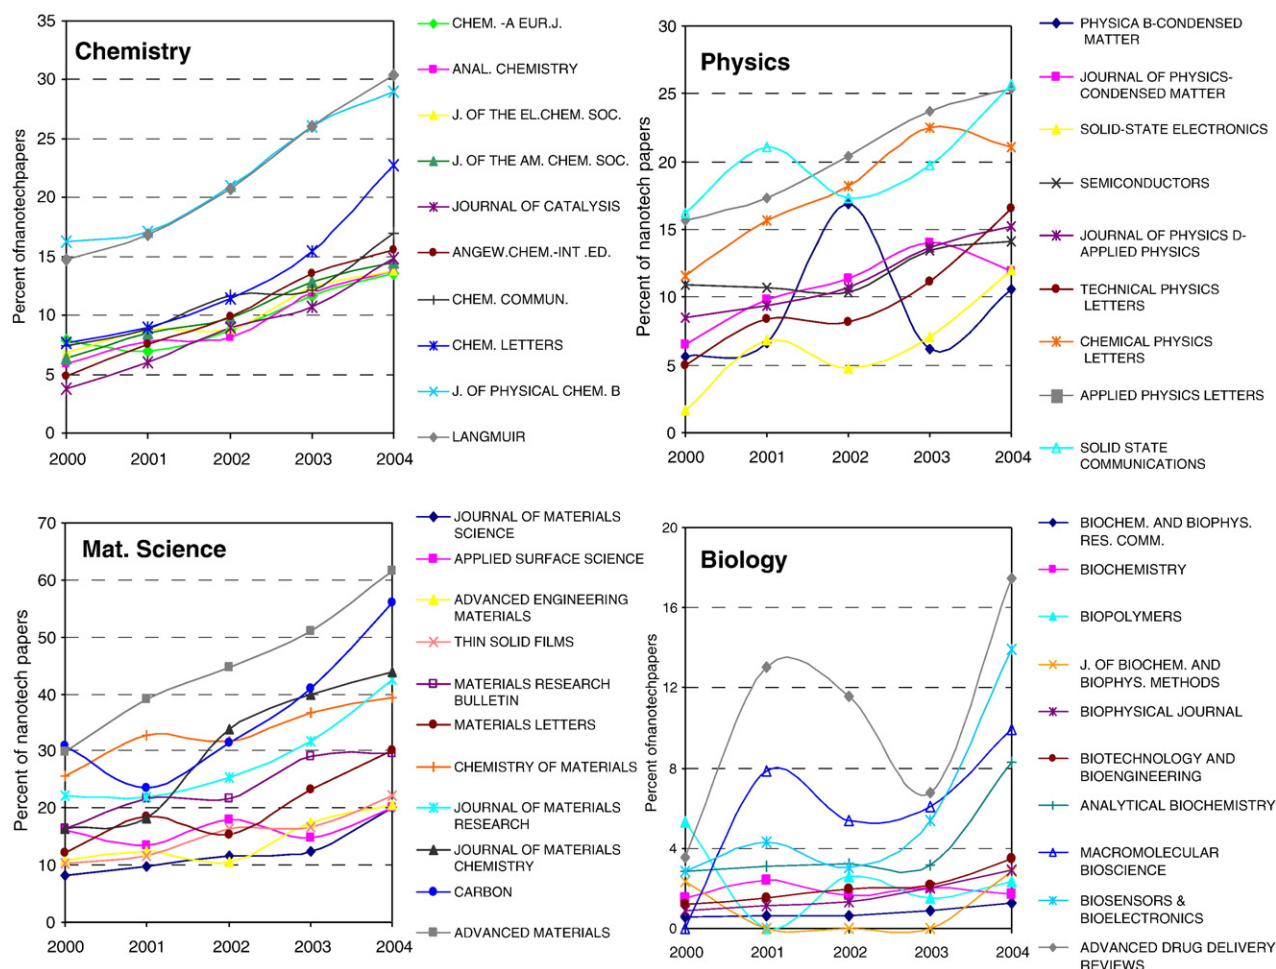 Chemistry
Percent ofnanotechpapers
35
30
25
20
15
10
5
0
2000 2001 2002 2003 2004
CHEM. -A EUR.J.
ANAL. CHEMISTRY
J. OF THE EL.CHEM. SOC.
J. OF THE AM. CHEM. SOC.
JOURNAL OF CATALYSIS
ANGEW.CHEM.-INT .ED.
CHEM. COMMUN.
CHEM. LETTERS
J. OF PHYSICAL CHEM. B
LANGMUIR
Physics
Percent of nanotech papers
30
25
20
15
10
5
0
2000 2001 2002 2003 2004
PHYSICA B-CONDENSED
MATTER
JOURNAL OF PHYSICS-
CONDENSED MATTER
SOLID-STATE ELECTRONICS
SEMICONDUCTORS
JOURNAL OF PHYSICS D-
APPLIED PHYSICS
TECHNICAL PHYSICS
LETTERS
CHEMICAL PHYSICS
LETTERS
APPLIED PHYSICS LETTERS
SOLID STATE
COMMUNICATIONS
Mat. Science
Percent of nanotech papers
70
60
50
40
30
20
10
0
2000 2001 2002 2003 2004
JOURNAL OF MATERIALS
SCIENCE
APPLIED SURFACE SCIENCE
ADVANCED ENGINEERING
MATERIALS
THIN SOLID FILMS
MATERIALS RESEARCH
BULLETIN
MATERIALS LETTERS
CHEMISTRY OF MATERIALS
JOURNAL OF MATERIALS
RESEARCH
JOURNAL OF MATERIALS
CHEMISTRY
CARBON
ADVANCED MATERIALS
Biology
Percent ofnanotechpapers
20
16
12
8
4
0
2000 2001 2002 2003 2004
BIOCHEM. AND BIOPHYS.
RES. COMM.
BIOCHEMISTRY
BIOPOLYMERS
J. OF BIOCHEM. AND
BIOPHYS. METHODS
BIOPHYSICAL JOURNAL
BIOTECHNOLOGY AND
BIOENGINEERING
ANALYTICAL BIOCHEMISTRY
MACROMOLECULAR
BIOSCIENCE
BIOSENSORS &
BIOELECTRONICS
ADVANCED DRUG DELIVERY
REVIEWS